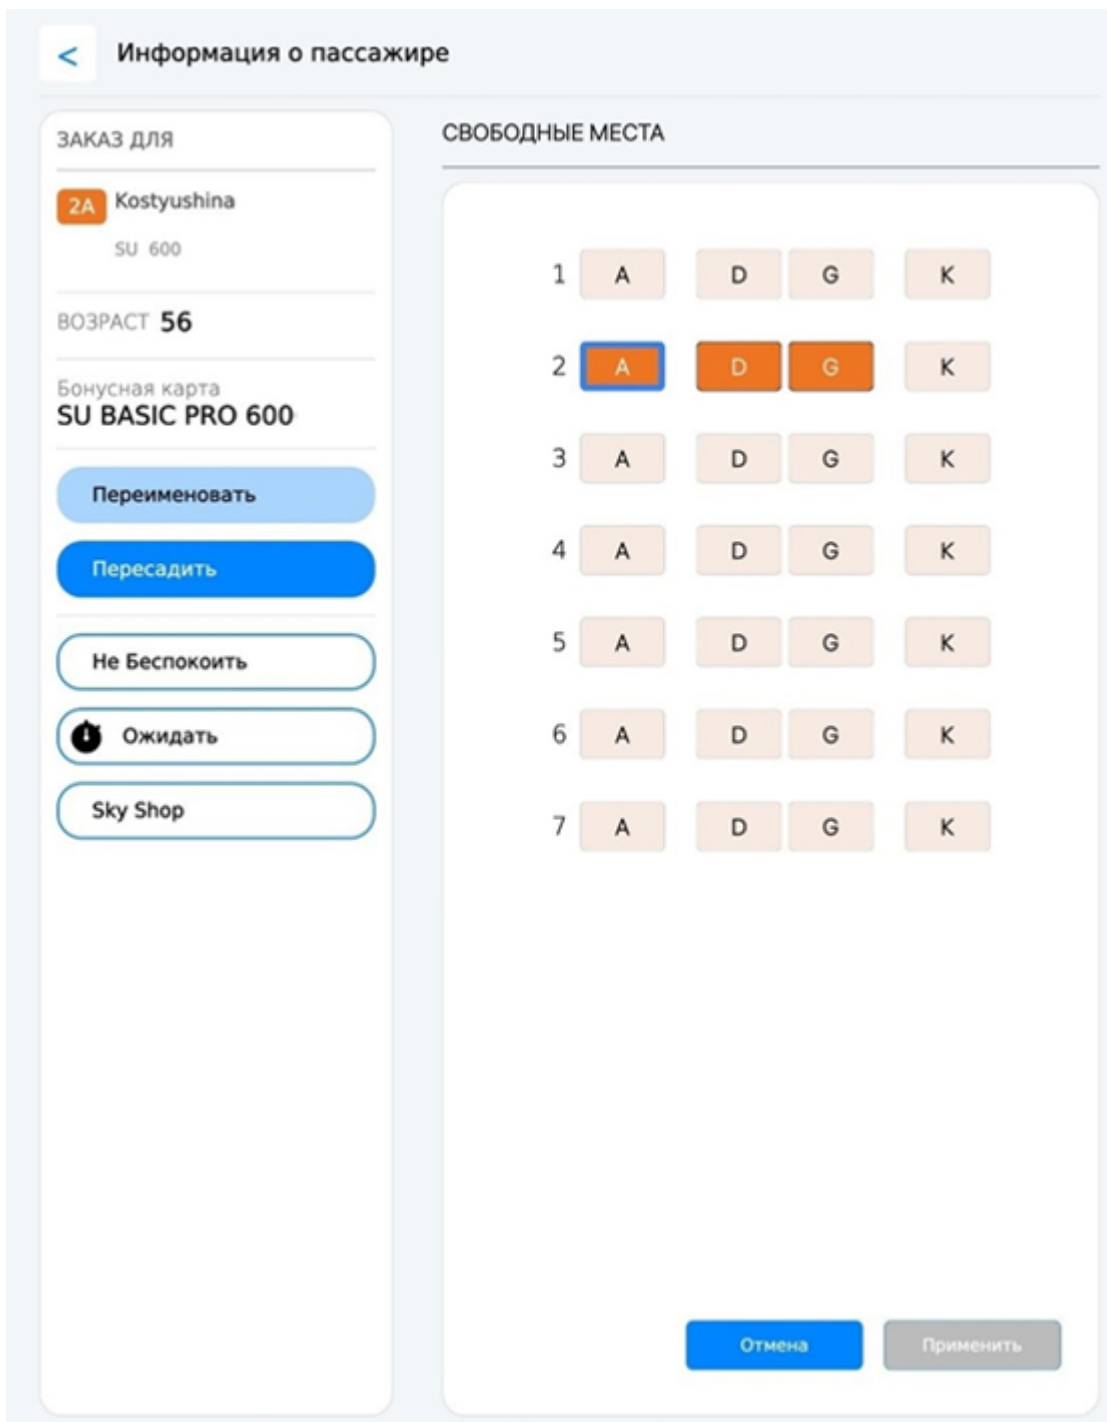 < Информация о пассажире
ЗАКАЗ ДЛЯ
2A Kostyushina
SU 600
ВОЗРАСТ 56
Бонусная карта
SU BASIC PRO 600
Переименовать
Пересадить
Не Беспокоить
Ожидать
Sky Shop
СВОБОДНЫЕ МЕСТА
1 A D G K
2 A D G K
3 A D G K
4 A D G K
5 A D G K
6 A D G K
7 A D G K
Отмена Применить